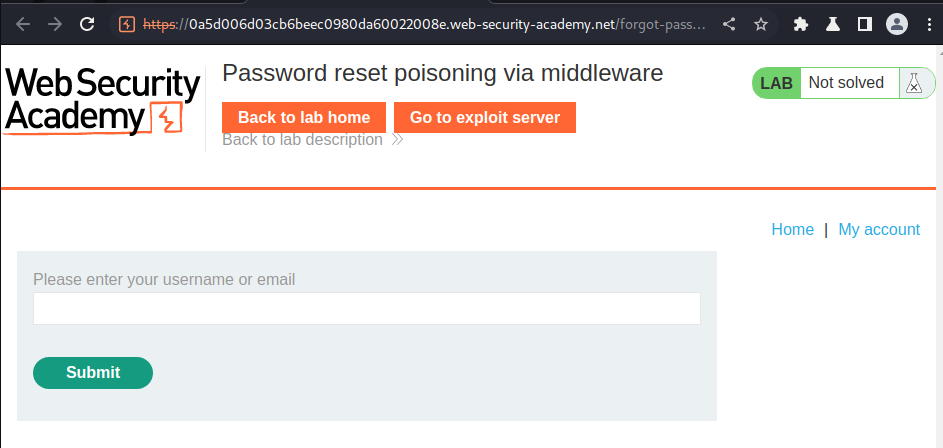 https://0a5d006d03cb6beec0980da60022008e.web-security-academy.net/forgot-pass...
WebSecurity
Academy
Password reset poisoning via middleware
LAB Not solved
Back to lab home Go to exploit server
Back to lab description
Home | My account
Please enter your username or email
Submit